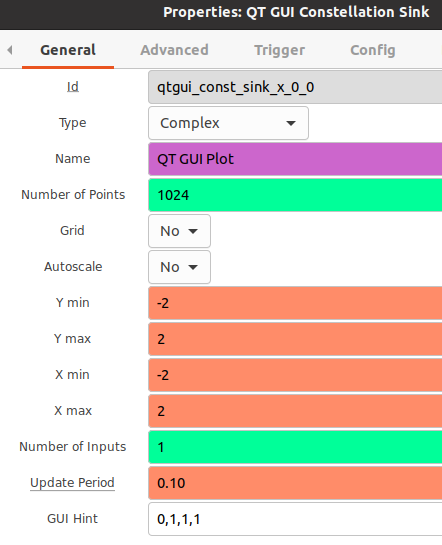 Properties: QT GUI Constellation Sink
General Advanced Trigger Config
Id qtgui_const_sink_x_0_0
Type Complex
Name QT GUI Plot
Number of Points 1024
Grid No
Autoscale No
Y min -2
Y max 2
X min -2
X max 2
Number of Inputs 1
Update Period 0.10
GUI Hint 0,1,1,1